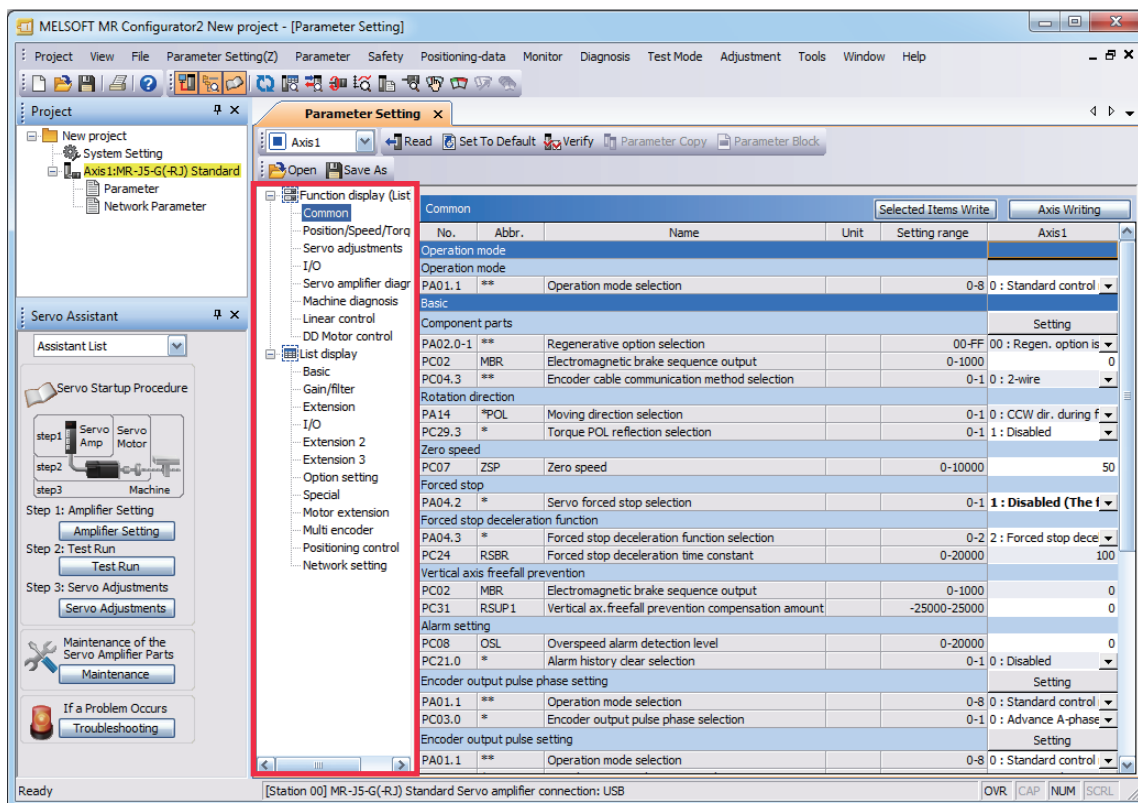 MELSOFT MR Configurator2 New project - [Parameter Setting]
Project View File Parameter Setting(Z) Parameter Safety Positioning-data Monitor Diagnosis Test Mode Adjustment Tools Window Help
Project
New project
System Setting
Axis1:MR-J5-G(-RJ) Standard
Parameter
Network Parameter
Servo Assistant
Assistant List
Servo Startup Procedure
step1 Servo Amp Servo Motor
step2
step3 Machine
Step 1: Amplifier Setting
Amplifier Setting
Step 2: Test Run
Test Run
Step 3: Servo Adjustments
Servo Adjustments
Maintenance of the
Servo Amplifier Parts
Maintenance
If a Problem Occurs
Troubleshooting
Parameter Setting
Axis1 Read Set To Default Verify Parameter Copy Parameter Block
Open Save As
Function display (List
Common
Position/Speed/Torq
Servo adjustments
I/O
Servo amplifier diagr
Machine diagnosis
Linear control
DD Motor control
List display
Basic
Gain/filter
Extension
I/O
Extension 2
Extension 3
Option setting
Special
Motor extension
Multi encoder
Positioning control
Network setting
Common Selected Items Write Axis Writing
No. Abbr. Name Unit Setting range Axis1
Operation mode
Operation mode
PA01.1 ** Operation mode selection 0-8 0 : Standard control
Basic
Component parts Setting
PA02.0-1 ** Regenerative option selection 00-FF 00 : Regen. option is
PC02 MBR Electromagnetic brake sequence output 0-1000 0
PC04.3 ** Encoder cable communication method selection 0-1 0 : 2-wire
Rotation direction
PA14 *POL Moving direction selection 0-1 0 : CCW dir. during f
PC29.3 * Torque POL reflection selection 0-1 1 : Disabled
Zero speed
PC07 ZSP Zero speed 0-10000 50
Forced stop
PA04.2 * Servo forced stop selection 0-1 1 : Disabled (The f
Forced stop deceleration function
PA04.3 * Forced stop deceleration function selection 0-2 2 : Forced stop dece
PC24 RSBR Forced stop deceleration time constant 0-20000 100
Vertical axis freefall prevention
PC02 MBR Electromagnetic brake sequence output 0-1000 0
PC31 RSUP1 Vertical ax.freefall prevention compensation amount -25000-25000 0
Alarm setting
PC08 OSL Overspeed alarm detection level 0-20000 0
PC21.0 * Alarm history clear selection 0-1 0 : Disabled
Encoder output pulse phase setting Setting
PA01.1 ** Operation mode selection 0-8 0 : Standard control
PC03.0 * Encoder output pulse phase selection 0-1 0 : Advance A-phase
Encoder output pulse setting Setting
PA01.1 ** Operation mode selection 0-8 0 : Standard control
Ready [Station 00] MR-J5-G(-RJ) Standard Servo amplifier connection: USB OVR CAP NUM SCRL